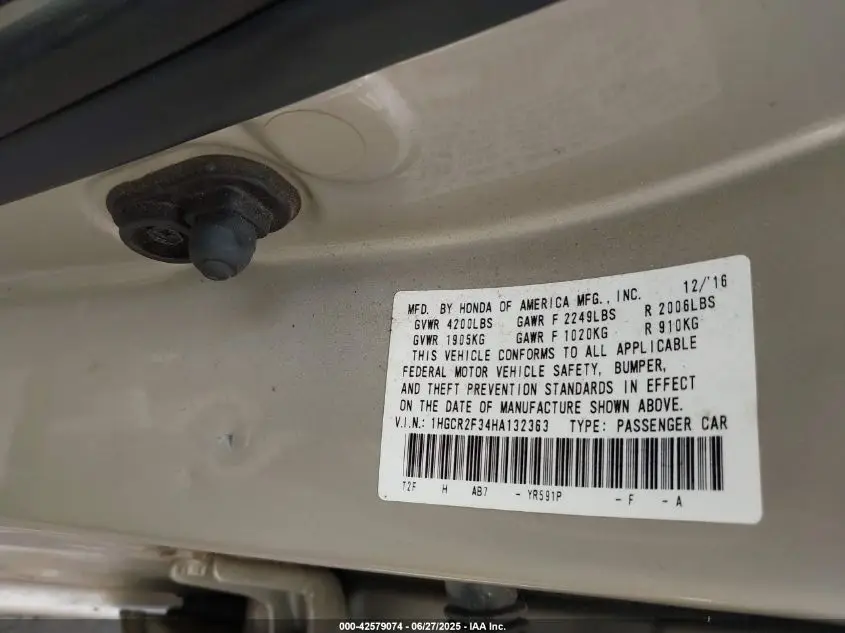 MFD. BY HONDA OF AMERICA MFG., INC. 12/'16
GVWR 4200LBS GAWR F 2249LBS R 2006LBS
GVWR 1905KG GAWR F 1020KG R 910KG
THIS VEHICLE CONFORMS TO ALL APPLICABLE
FEDERAL MOTOR VEHICLE SAFETY, BUMPER,
AND THEFT PREVENTION STANDARDS IN EFFECT
ON THE DATE OF MANUFACTURE SHOWN ABOVE.
V.I.N.: 1HGCR2F34HA132363 TYPE: PASSENGER CAR
T2F H AB7 - YR591P - F - A
000-42579074 | 06/27/2025 - IAA Inc.